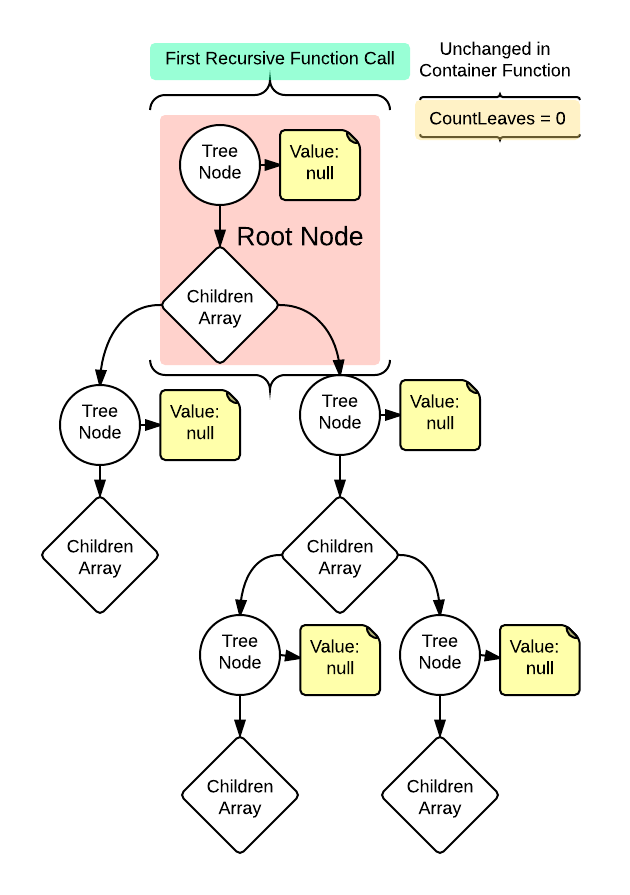 First Recursive Function Call
Unchanged in
Container Function
CountLeaves = 0
Tree
Node
Value:
null
Root Node
Children
Array
Tree
Node
Value:
null
Tree
Node
Value:
null
Children
Array
Children
Array
Tree
Node
Value:
null
Tree
Node
Value:
null
Children
Array
Children
Array